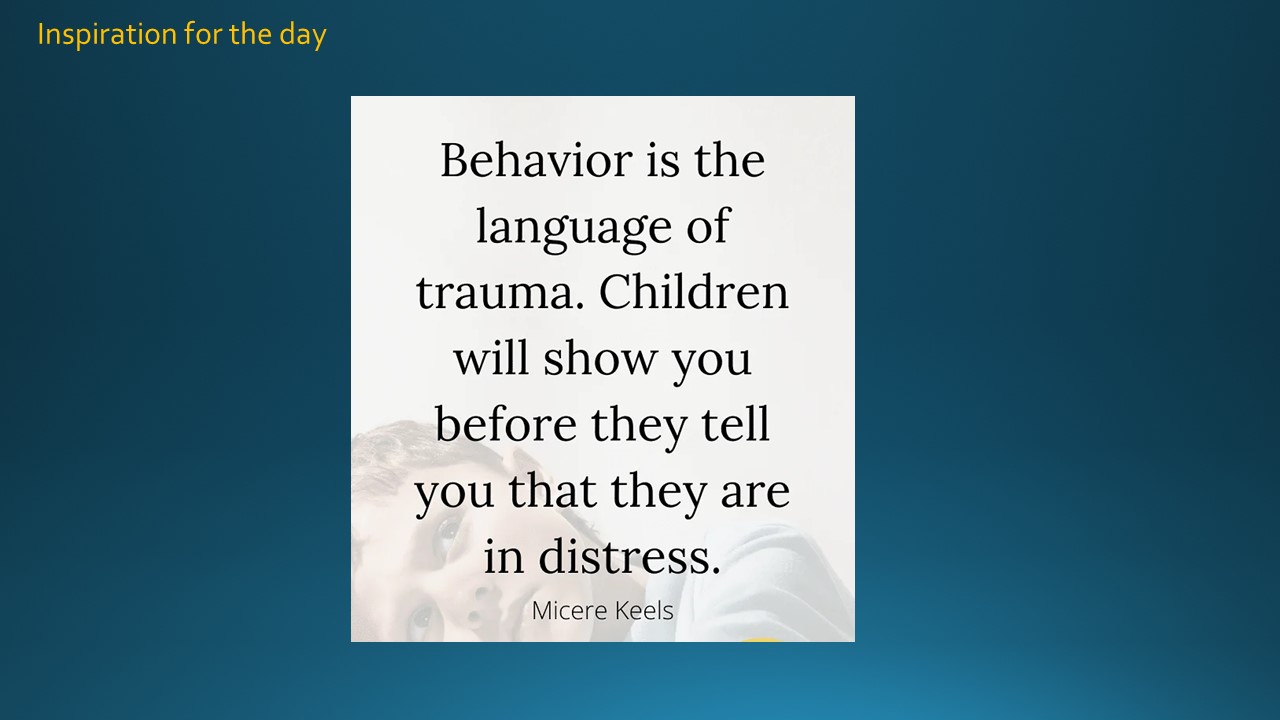 Inspiration for the day
Behavior is the
language of
trauma. Children
will show you
before they tell
you that they are
in distress.
Micere Keels